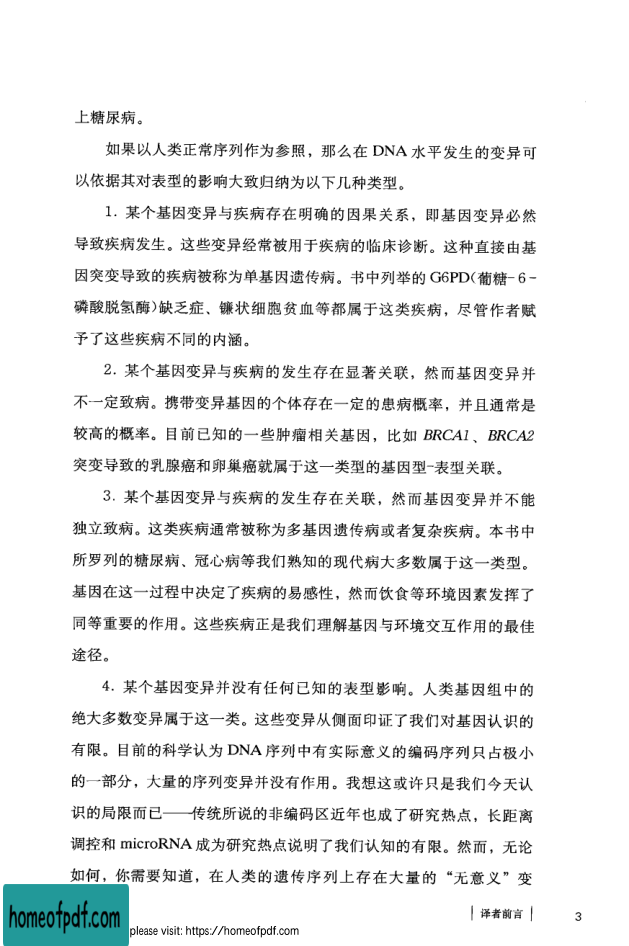 上糖尿病。
如果以人类正常序列作为参照，那么在 DNA 水平发生的变异可
以依据其对表型的影响大致归纳为以下几种类型。
1. 某个基因变异与疾病存在明确的因果关系，即基因变异必然
导致疾病发生。这些变异经常被用于疾病的临床诊断。这种直接由基
因突变导致的疾病被称为单基因遗传病。书中列举的 G6PD(葡糖-6-
磷酸脱氢酶)缺乏症、镰状细胞贫血等都属于这类疾病，尽管作者赋
予了这些疾病不同的内涵。
2. 某个基因变异与疾病的发生存在显著关联，然而基因变异并
不一定致病。携带变异基因的个体存在一定的患病概率，并且通常是
较高的概率。目前已知的一些肿瘤相关基因，比如 BRCA1、BRCA2
突变导致的乳腺癌和卵巢癌就属于这一类型的基因型-表型关联。
3. 某个基因变异与疾病的发生存在关联，然而基因变异并不能
独立致病。这类疾病通常被称为多基因遗传病或者复杂疾病。本书中
所罗列的糖尿病、冠心病等我们熟知的现代病大多数属于这一类型。
基因在这一过程中决定了疾病的易感性，然而饮食等环境因素发挥了
同等重要的作用。这些疾病正是我们理解基因与环境交互作用的最佳
途径。
4. 某个基因变异并没有任何已知的表型影响。人类基因组中的
绝大多数变异属于这一类。这些变异从侧面印证了我们对基因认识的
有限。目前的科学认为 DNA 序列中有实际意义的编码序列只占极小
的一部分，大量的序列变异并没有作用。我想这或许只是我们今天认
识的局限而已——传统所说的非编码区近年也成了研究热点，长距离
调控和 microRNA 成为研究热点说明了我们认知的有限。然而，无论
如何，你需要知道，在人类的遗传序列上存在大量的“无意义”变
译者前言 3
homeofpdf.com
please visit: https://homeofpdf.com